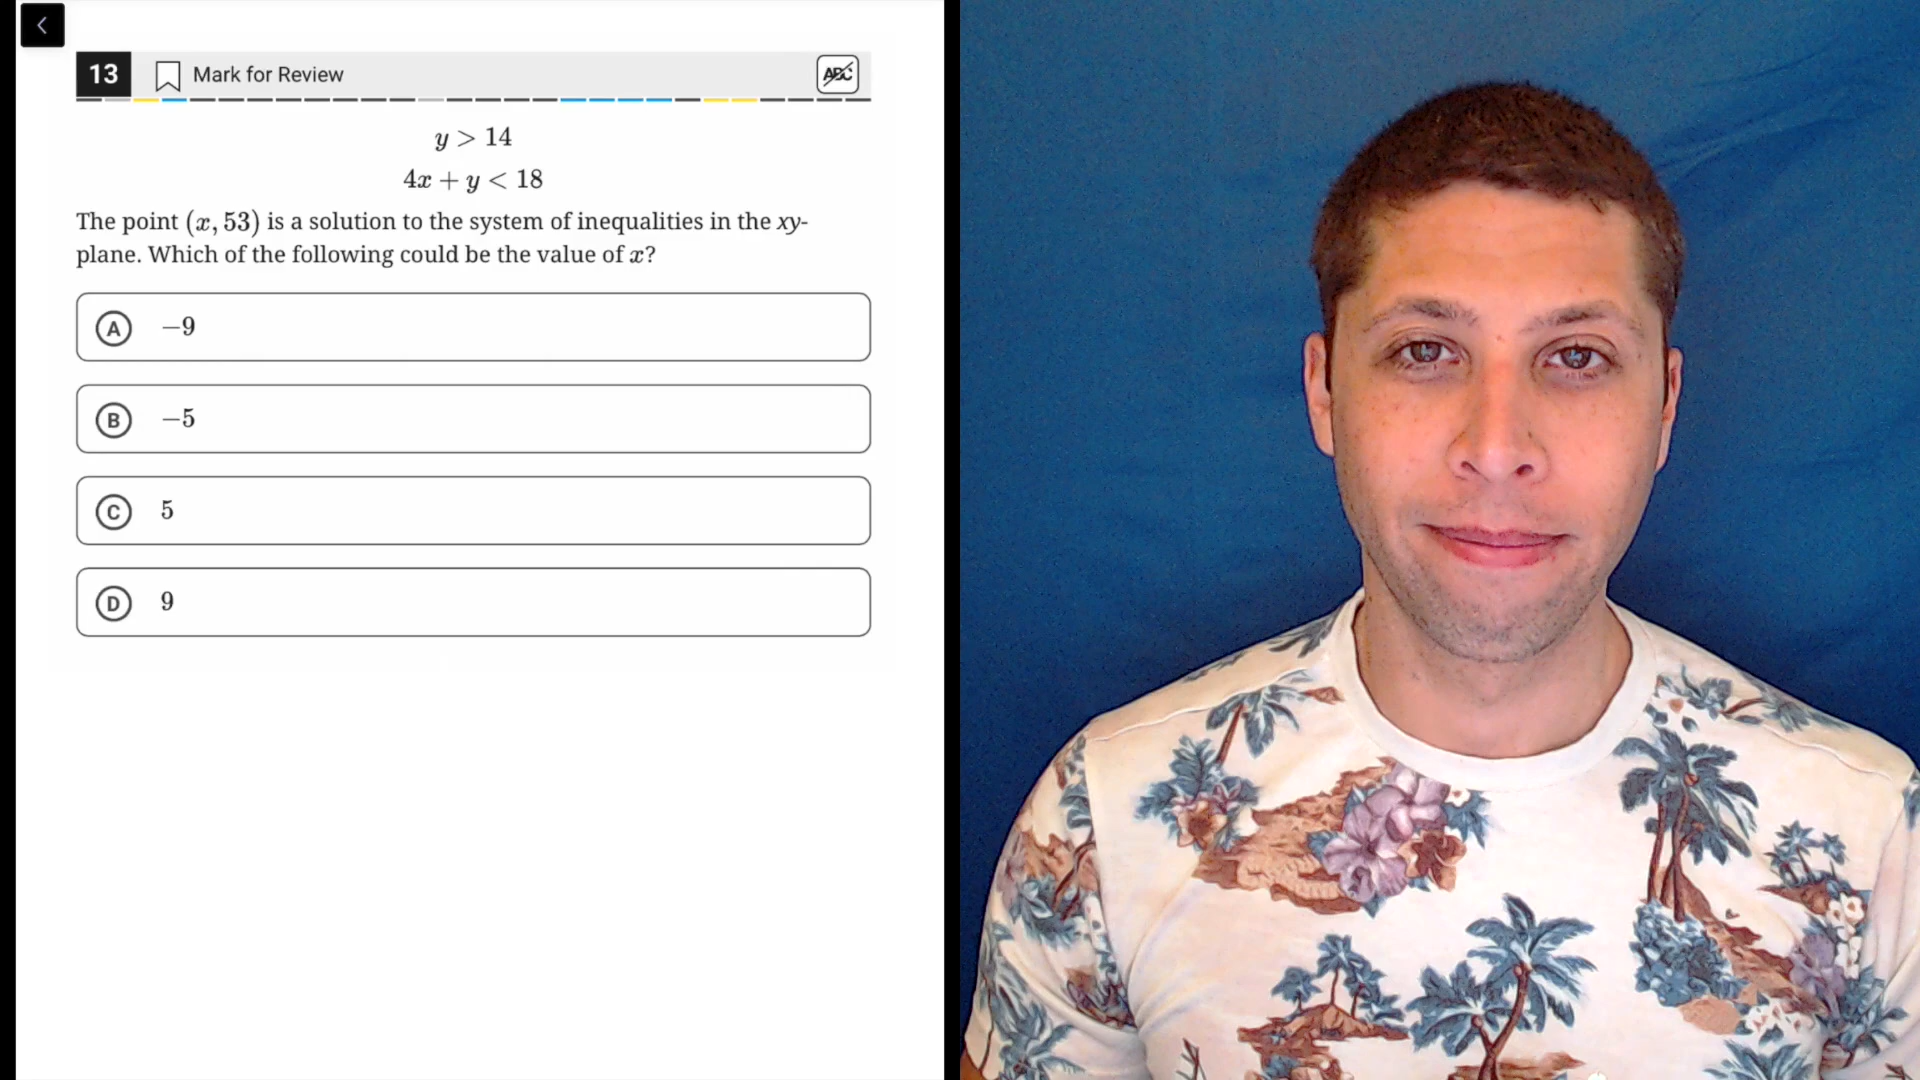 13 Mark for Review ABC
y > 14
4x + y < 18
The point (x, 53) is a solution to the system of inequalities in the xy-
plane. Which of the following could be the value of x?
A −9
B −5
C 5
D 9